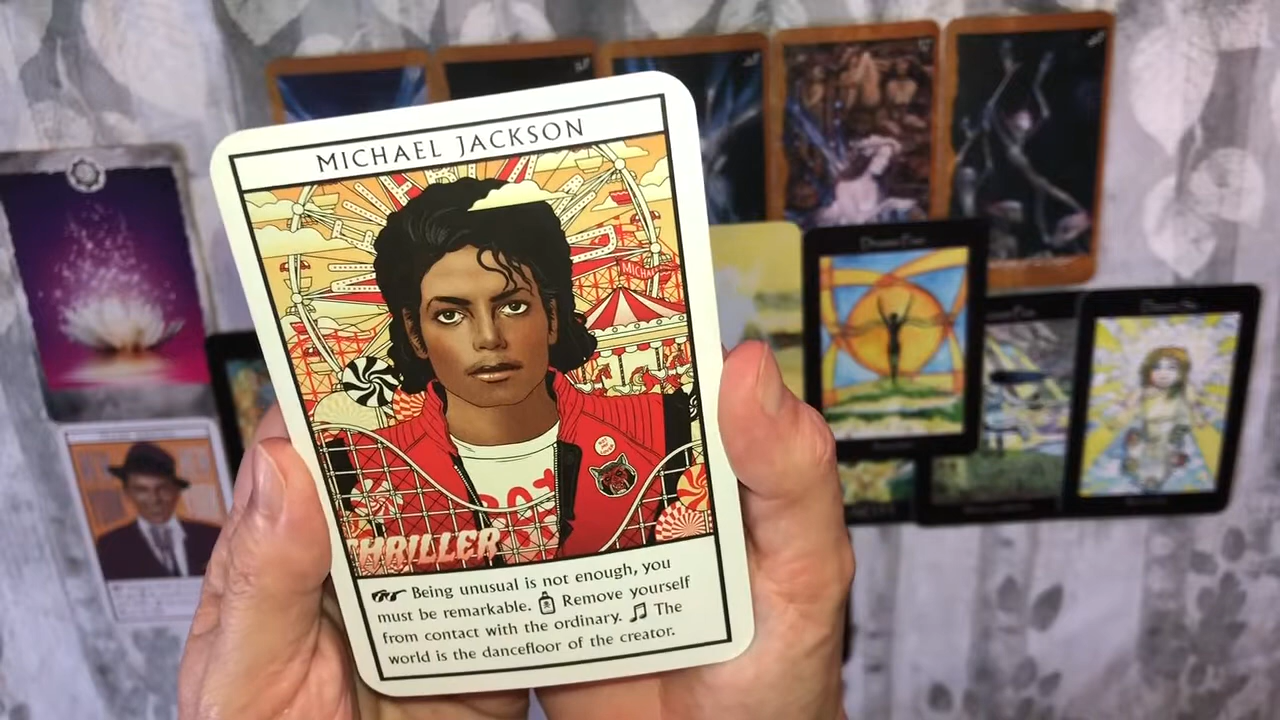 MICHAEL JACKSON
MICHAEL
THRILLER
Being unusual is not enough, you
must be remarkable. Remove yourself
from contact with the ordinary. The
world is the dancefloor of the creator.